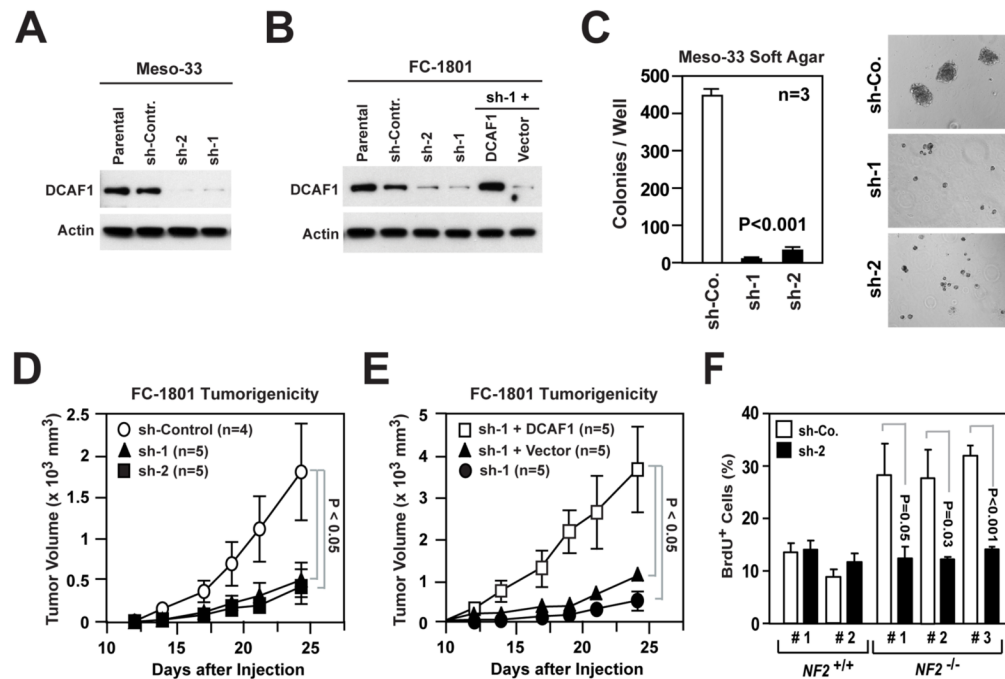 A
Meso-33
Parental
sh-Contr.
sh-2
sh-1
DCAF1
Actin
B
FC-1801
sh-1 +
Parental
sh-Contr.
sh-2
sh-1
DCAF1
Vector
DCAF1
Actin
C
Meso-33 Soft Agar
Colonies / Well
500
400
300
200
100
0
n=3
P<0.001
sh-Co.
sh-1
sh-2
sh-Co.
sh-1
sh-2
D
FC-1801 Tumorigenicity
Tumor Volume (x 10³ mm³)
2.5
2
1.5
1
0.5
0
sh-Control (n=4)
sh-1 (n=5)
sh-2 (n=5)
P < 0.05
10 15 20 25
Days after Injection
E
FC-1801 Tumorigenicity
Tumor Volume (x 10³ mm³)
5
4
3
2
1
0
sh-1 + DCAF1 (n=5)
sh-1 + Vector (n=5)
sh-1 (n=5)
P < 0.05
10 15 20 25
Days after Injection
F
BrdU⁺ Cells (%)
40
30
20
10
0
sh-Co.
sh-2
P=0.05
P=0.03
P<0.001
# 1 # 2 # 1 # 2 # 3
NF2 +/+ NF2 -/-